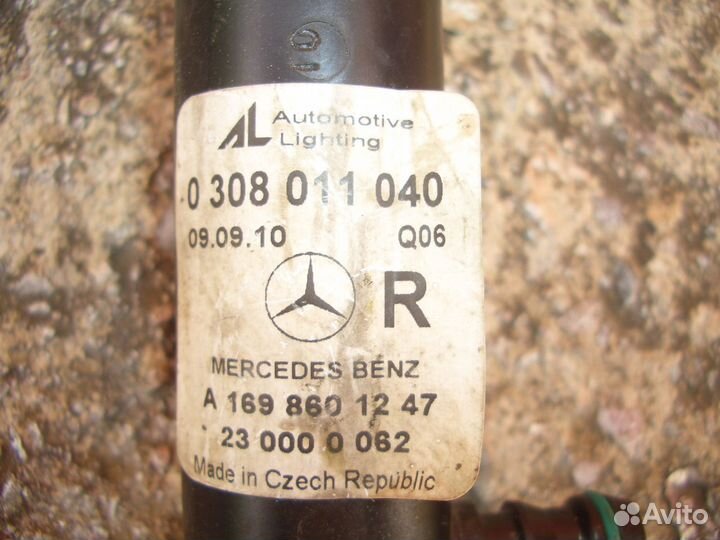 AL Automotive
Lighting
0 308 011 040
09.09.10 Q06
R
MERCEDES BENZ
A 169 860 12 47
23 000 0 062
Made in Czech Republic
Avito